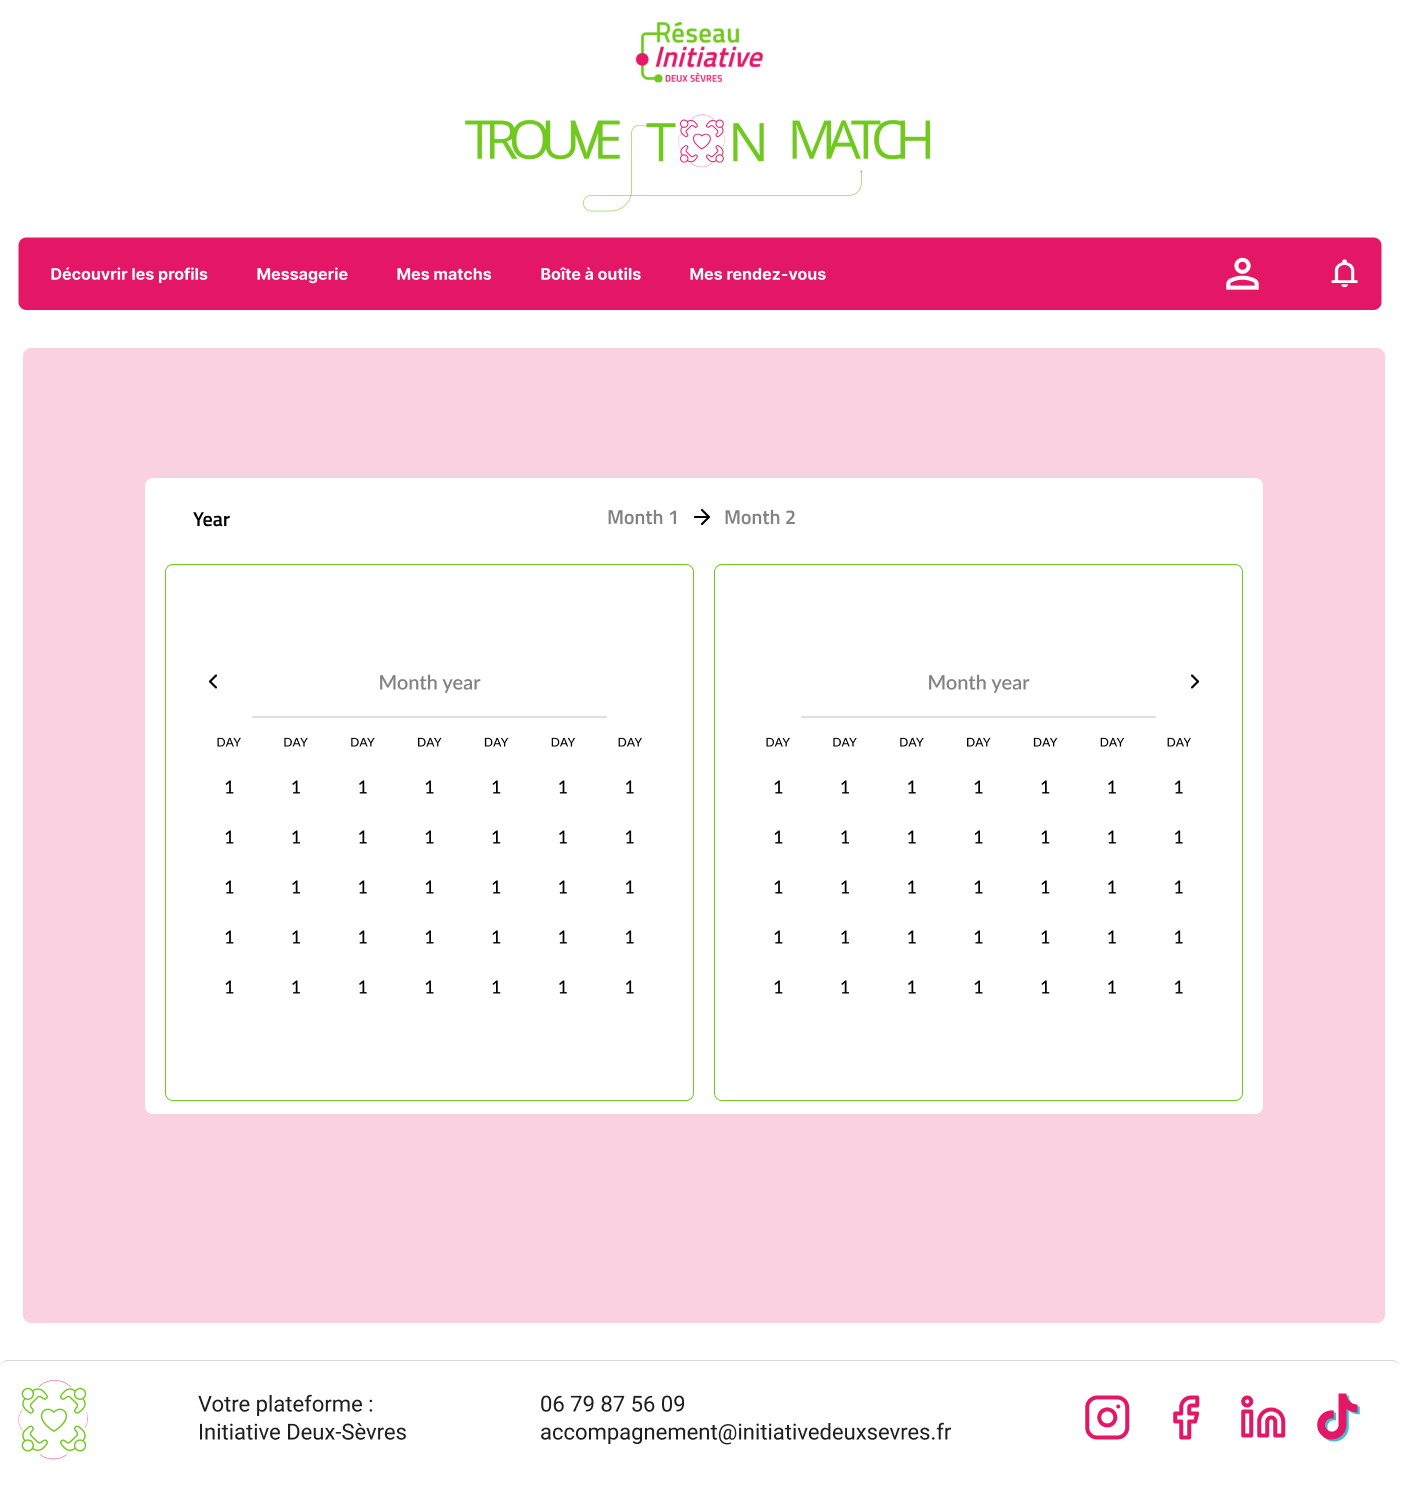 Réseau
Initiative
DEUX SÈVRES
TROUVE TON MATCH
Découvrir les profils Messagerie Mes matchs Boîte à outils Mes rendez-vous
Year Month 1 → Month 2
Month year
DAY DAY DAY DAY DAY DAY DAY
1 1 1 1 1 1 1
1 1 1 1 1 1 1
1 1 1 1 1 1 1
1 1 1 1 1 1 1
1 1 1 1 1 1 1
Month year
DAY DAY DAY DAY DAY DAY DAY
1 1 1 1 1 1 1
1 1 1 1 1 1 1
1 1 1 1 1 1 1
1 1 1 1 1 1 1
1 1 1 1 1 1 1
Votre plateforme :
Initiative Deux-Sèvres
06 79 87 56 09
accompagnement@initiativedeuxsevres.fr